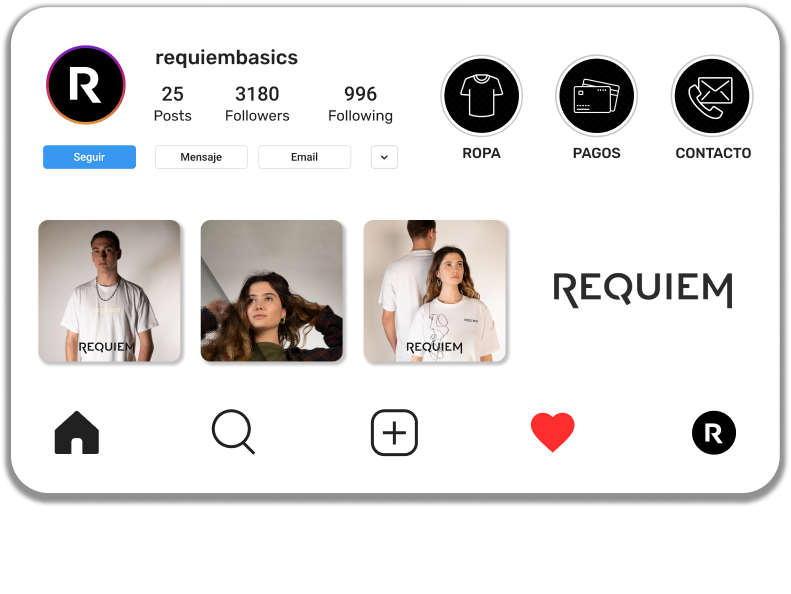 requiembasics
R
25
3180
996
Posts
Followers
Following
Seguir
Mensaje
Email
ROPA
PAGOS
CONTACTO
REQUIEM
REQUIEM
REQUIEM
R